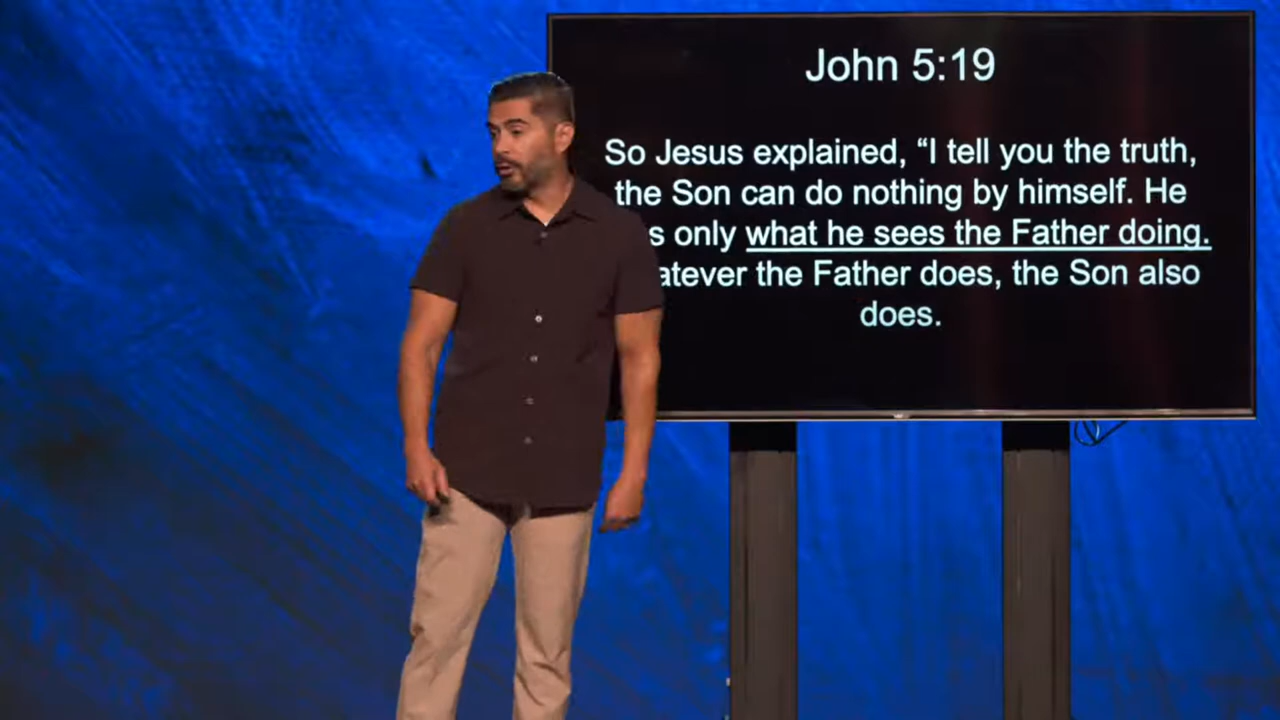 John 5:19
So Jesus explained, “I tell you the truth,
the Son can do nothing by himself. He
only what he sees the Father doing.
the Father does, the Son also
does.